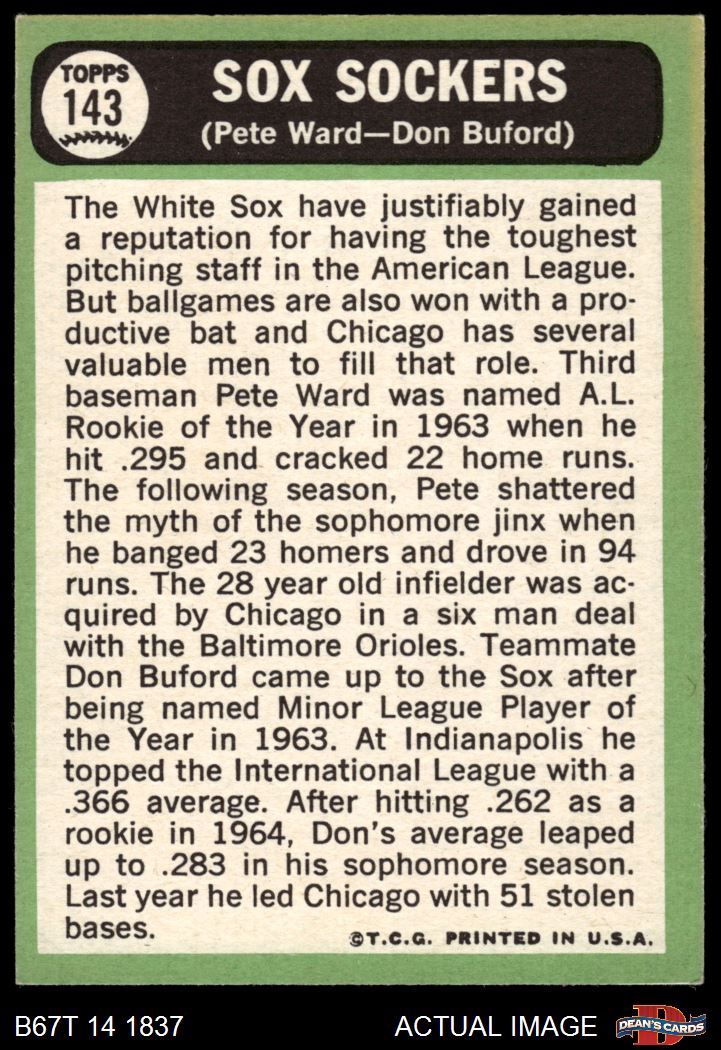 TOPPS
143
SOX SOCKERS
(Pete Ward—Don Buford)
The White Sox have justifiably gained
a reputation for having the toughest
pitching staff in the American League.
But ballgames are also won with a pro-
ductive bat and Chicago has several
valuable men to fill that role. Third
baseman Pete Ward was named A.L.
Rookie of the Year in 1963 when he
hit .295 and cracked 22 home runs.
The following season, Pete shattered
the myth of the sophomore jinx when
he banged 23 homers and drove in 94
runs. The 28 year old infielder was ac-
quired by Chicago in a six man deal
with the Baltimore Orioles. Teammate
Don Buford came up to the Sox after
being named Minor League Player of
the Year in 1963. At Indianapolis he
topped the International League with a
.366 average. After hitting .262 as a
rookie in 1964, Don's average leaped
up to .283 in his sophomore season.
Last year he led Chicago with 51 stolen
bases.
©T.C.G. PRINTED IN U.S.A.
B67T 14 1837
ACTUAL IMAGE
D
DEAN'S CARDS